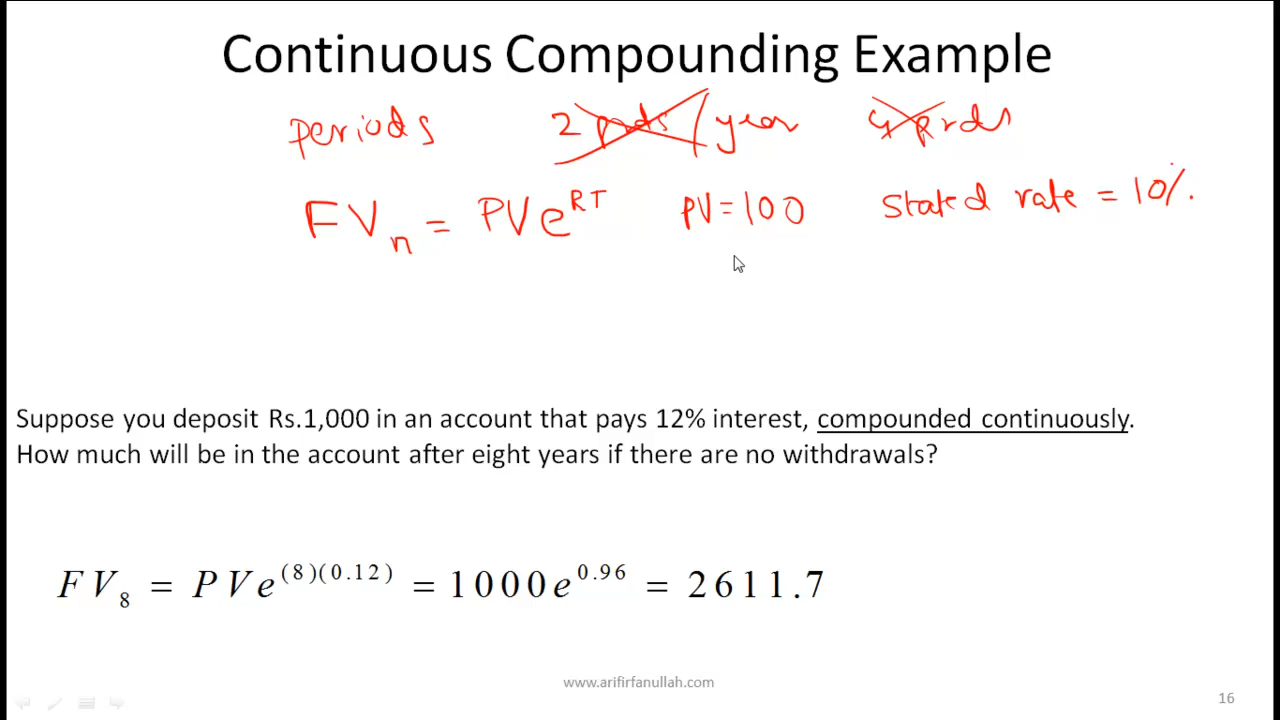 Continuous Compounding Example
periods 2 prds / year 4 prds
FVn = PVe^RT PV = 100 Stated rate = 10%.
Suppose you deposit Rs.1,000 in an account that pays 12% interest, compounded continuously.
How much will be in the account after eight years if there are no withdrawals?
FV8 = PVe^(8)(0.12) = 1000e^0.96 = 2611.7
www.arifirfanullah.com
16